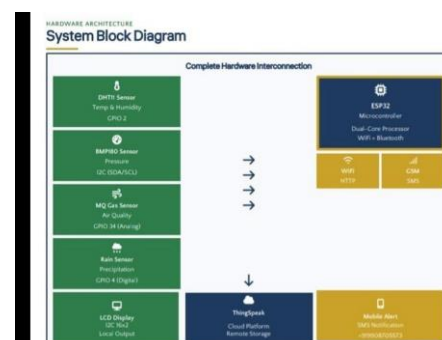 HARDWARE ARCHITECTURE
System Block Diagram
Complete Hardware Interconnection
DHT11 Sensor
Temp & Humidity
GPIO 2
BMP180 Sensor
Pressure
I2C (SDA/SCL)
MQ Gas Sensor
Air Quality
GPIO 34 (Analog)
Rain Sensor
Precipitation
GPIO 4 (Digital)
LCD Display
I2C 16x2
Local Output
→
→
→
→
↓
ThingSpeak
Cloud Platform
Remote Storage
ESP32
Microcontroller
Dual-Core Processor
WiFi + Bluetooth
WiFi
HTTP
GSM
SMS
Mobile Alert
SMS Notification